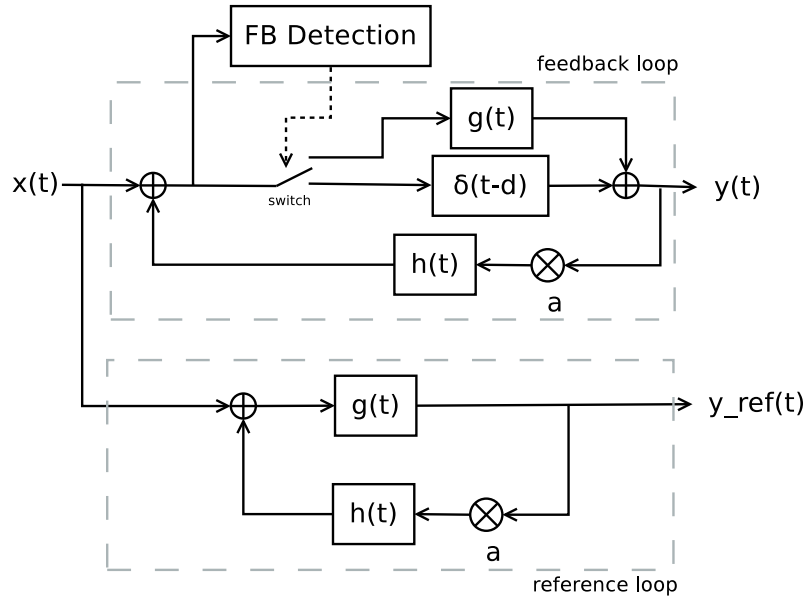 FB Detection
feedback loop
g(t)
x(t)
δ(t-d)
y(t)
switch
h(t)
a
g(t)
y_ref(t)
h(t)
a
reference loop